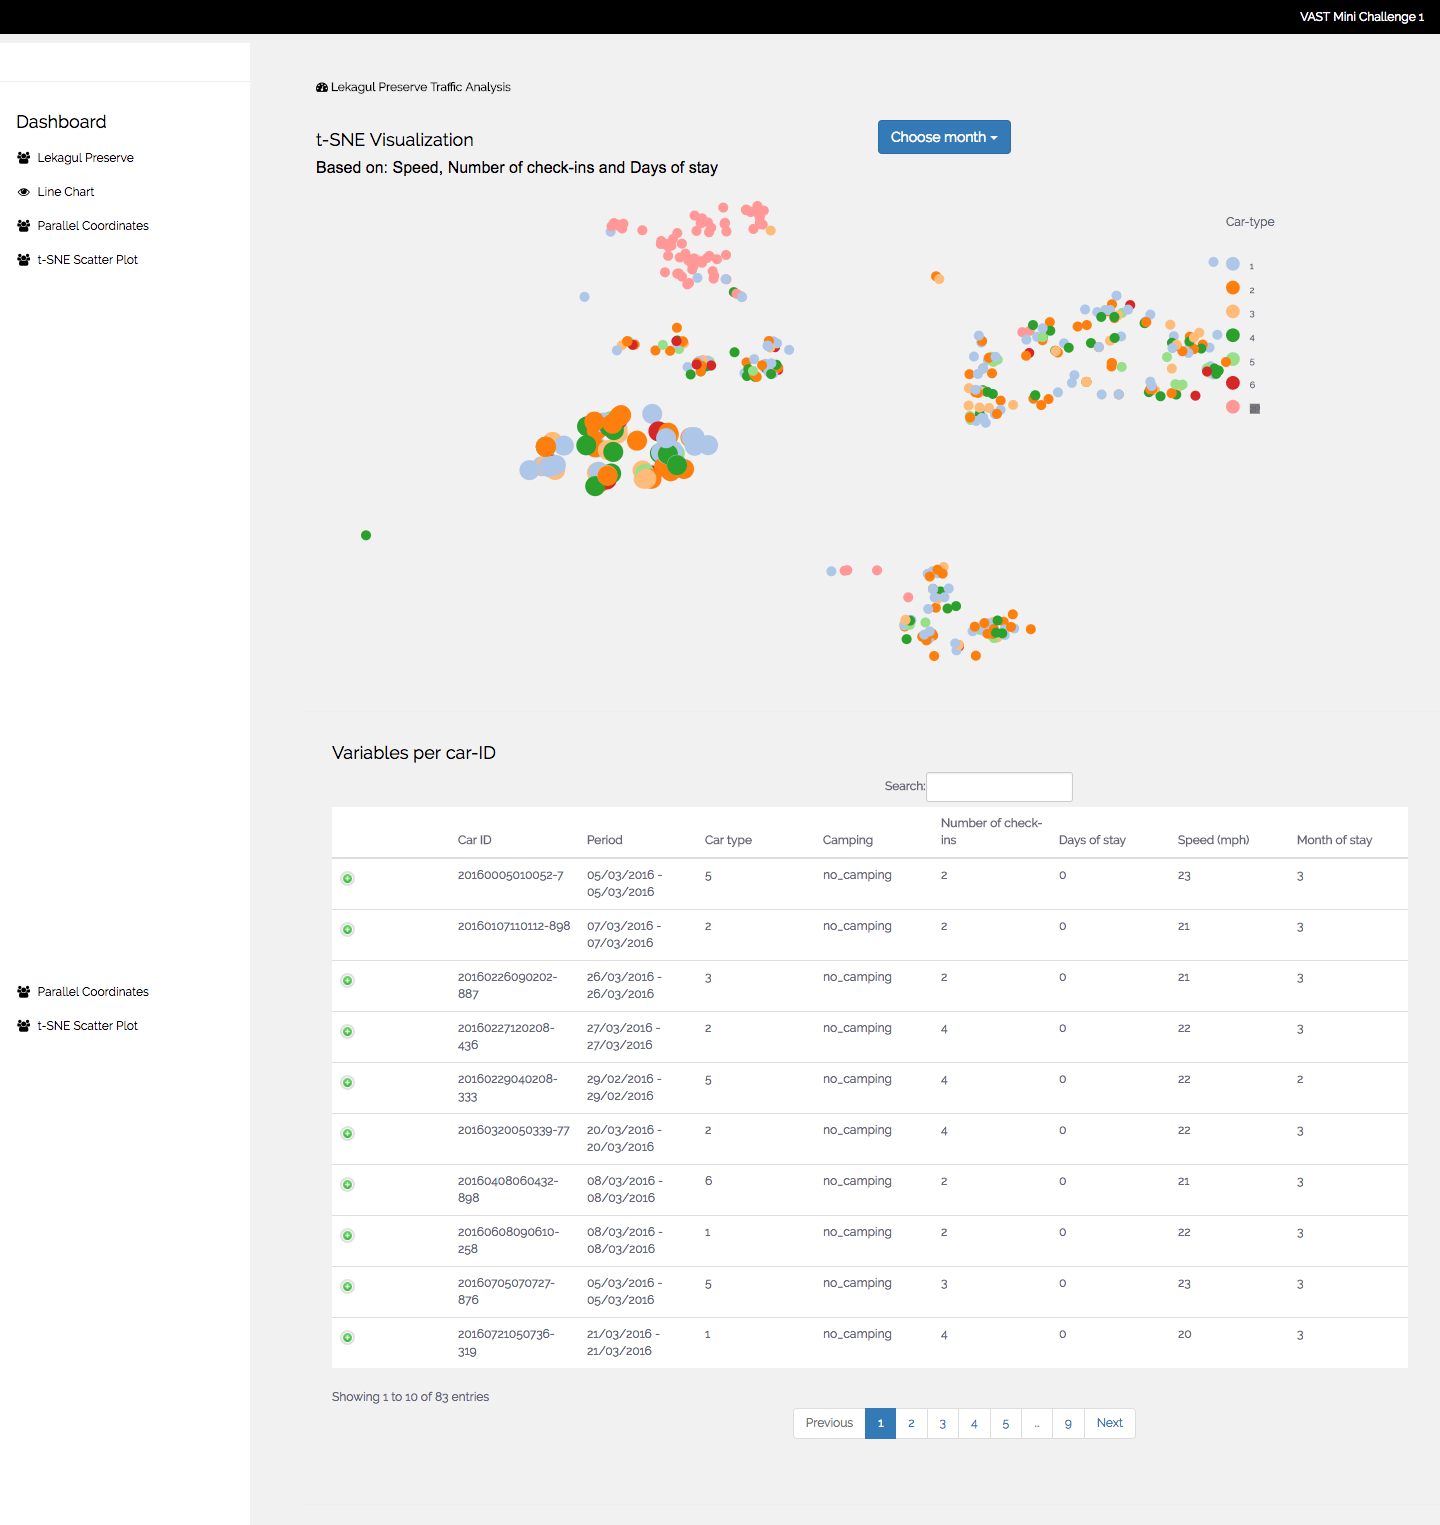 VAST Mini Challenge 1
Lekagul Preserve Traffic Analysis
Dashboard
Lekagul Preserve
Line Chart
Parallel Coordinates
t-SNE Scatter Plot
t-SNE Visualization
Choose month
Based on: Speed, Number of check-ins and Days of stay
Car-type
1
2
3
4
5
6
Variables per car-ID
Search:
Car ID Period Car type Camping Number of check-ins Days of stay Speed (mph) Month of stay
20160005010052-7 05/03/2016 - 05/03/2016 5 no_camping 2 0 23 3
20160107110112-898 07/03/2016 - 07/03/2016 2 no_camping 2 0 21 3
20160226090202-887 26/03/2016 - 26/03/2016 3 no_camping 2 0 21 3
20160227120208-436 27/03/2016 - 27/03/2016 2 no_camping 4 0 22 3
20160229040208-333 29/02/2016 - 29/02/2016 5 no_camping 4 0 22 2
20160320050339-77 20/03/2016 - 20/03/2016 2 no_camping 4 0 22 3
20160408060432-898 08/03/2016 - 08/03/2016 6 no_camping 2 0 21 3
20160608090610-258 08/03/2016 - 08/03/2016 1 no_camping 2 0 22 3
20160705070727-876 05/03/2016 - 05/03/2016 5 no_camping 3 0 23 3
20160721050736-319 21/03/2016 - 21/03/2016 1 no_camping 4 0 20 3
Parallel Coordinates
t-SNE Scatter Plot
Showing 1 to 10 of 83 entries
Previous 1 2 3 4 5 … 9 Next